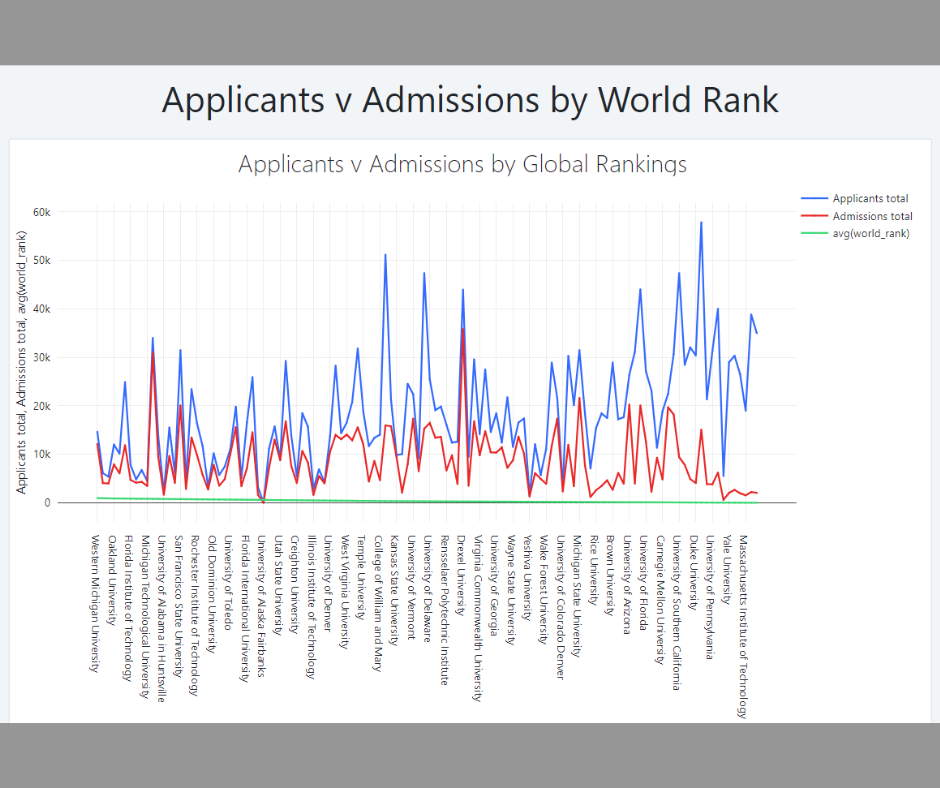 Applicants v Admissions by World Rank
Applicants v Admissions by Global Rankings
Applicants total
Admissions total
avg(world_rank)
Applicants total, Admissions total, avg(world_rank)
60k
50k
40k
30k
20k
10k
0
Western Michigan University
Oakland University
Florida Institute of Technology
Michigan Technological University
University of Alabama in Huntsville
San Francisco State University
Rochester Institute of Technology
Old Dominion University
University of Toledo
Florida International University
University of Alaska Fairbanks
Utah State University
Creighton University
Illinois Institute of Technology
University of Denver
West Virginia University
Temple University
College of William and Mary
Kansas State University
University of Vermont
University of Delaware
Rensselaer Polytechnic Institute
Drexel University
Virginia Commonwealth University
University of Georgia
Wayne State University
Yeshiva University
Wake Forest University
University of Colorado Denver
Michigan State University
Rice University
Brown University
University of Arizona
University of Florida
Carnegie Mellon University
University of Southern California
Duke University
University of Pennsylvania
Yale University
Massachusetts Institute of Technology